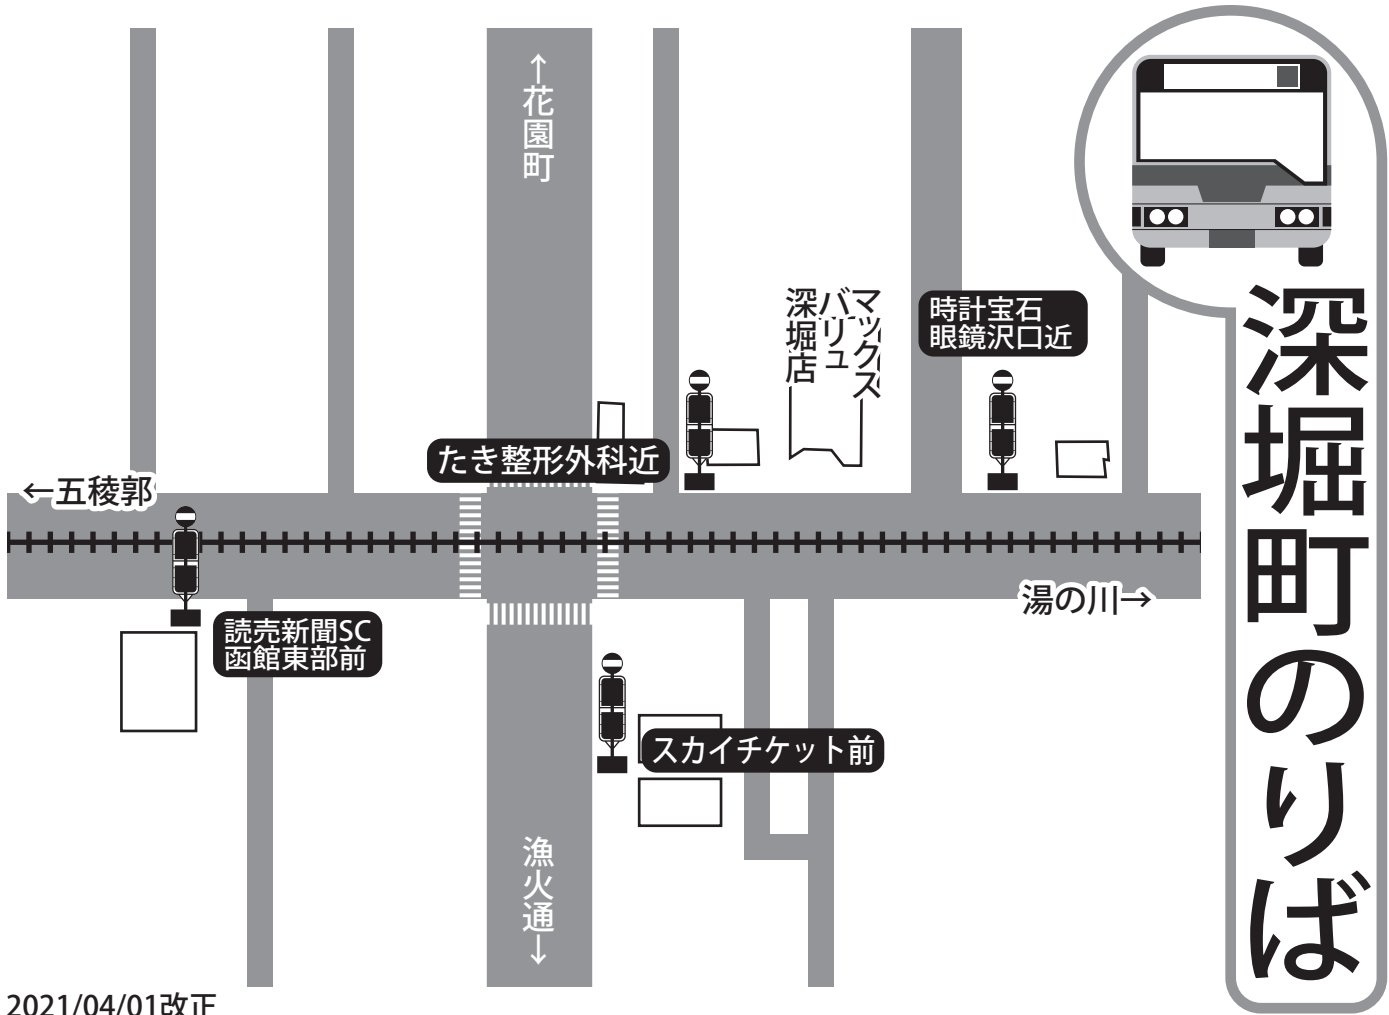 深堀町のりば
↑花園町
マックス
バリュ
深堀店
時計宝石
眼鏡沢口近
たき整形外科近
←五稜郭
湯の川→
読売新聞SC
函館東部前
スカイチケット前
漁火通↓
2021/04/01改正